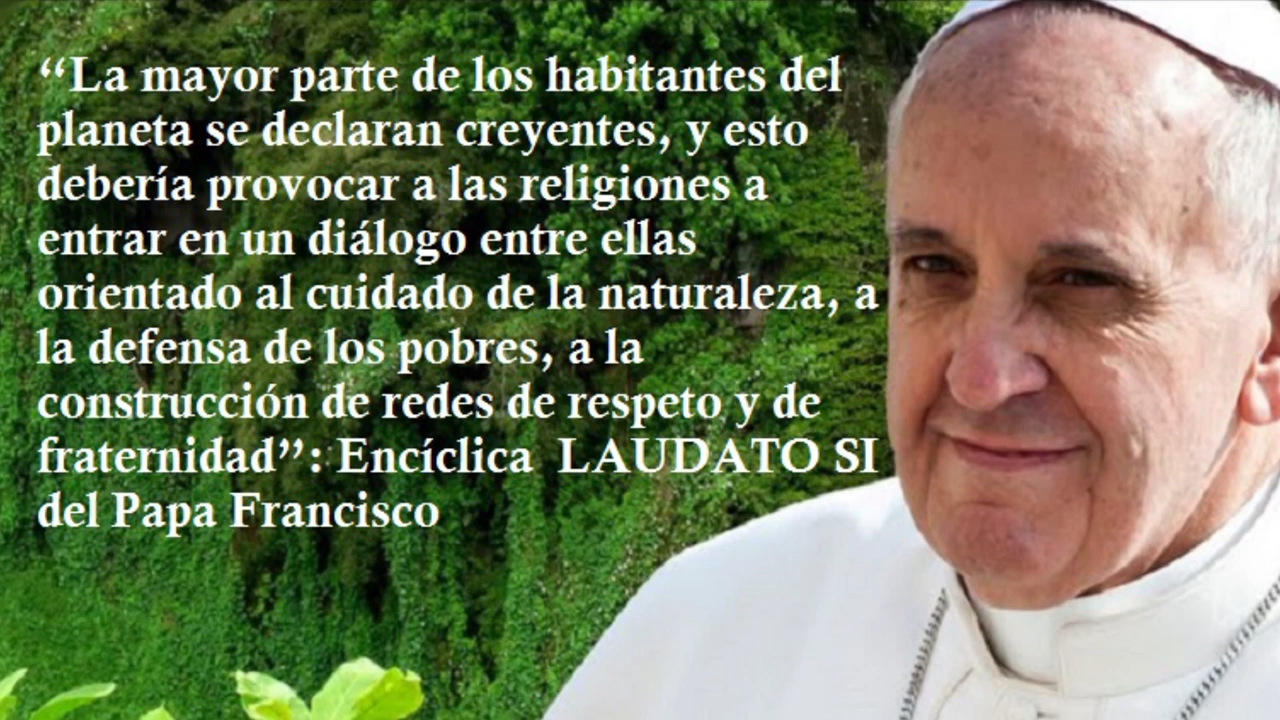 “La mayor parte de los habitantes del
planeta se declaran creyentes, y esto
debería provocar a las religiones a
entrar en un diálogo entre ellas
orientado al cuidado de la naturaleza, a
la defensa de los pobres, a la
construcción de redes de respeto y de
fraternidad”: Encíclica  LAUDATO SI
del Papa Francisco